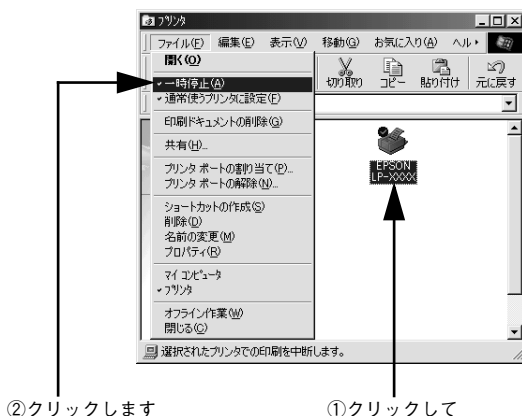 プリンタ
ファイル(F) 編集(E) 表示(V) 移動(G) お気に入り(A) ヘル
開く(O)
一時停止(A)
通常使うプリンタに設定(F)
印刷ドキュメントの削除(G)
共有(H)...
プリンタ ポートの割り当て(P)...
プリンタ ポートの解除(N)...
ショートカットの作成(S)
削除(D)
名前の変更(M)
プロパティ(R)
マイ コンピュータ
プリンタ
オフライン作業(W)
閉じる(C)
切り取り コピー 貼り付け 元に戻す
EPSON
LP-XXXX
選択されたプリンタでの印刷を中断します。
②クリックします
①クリックして